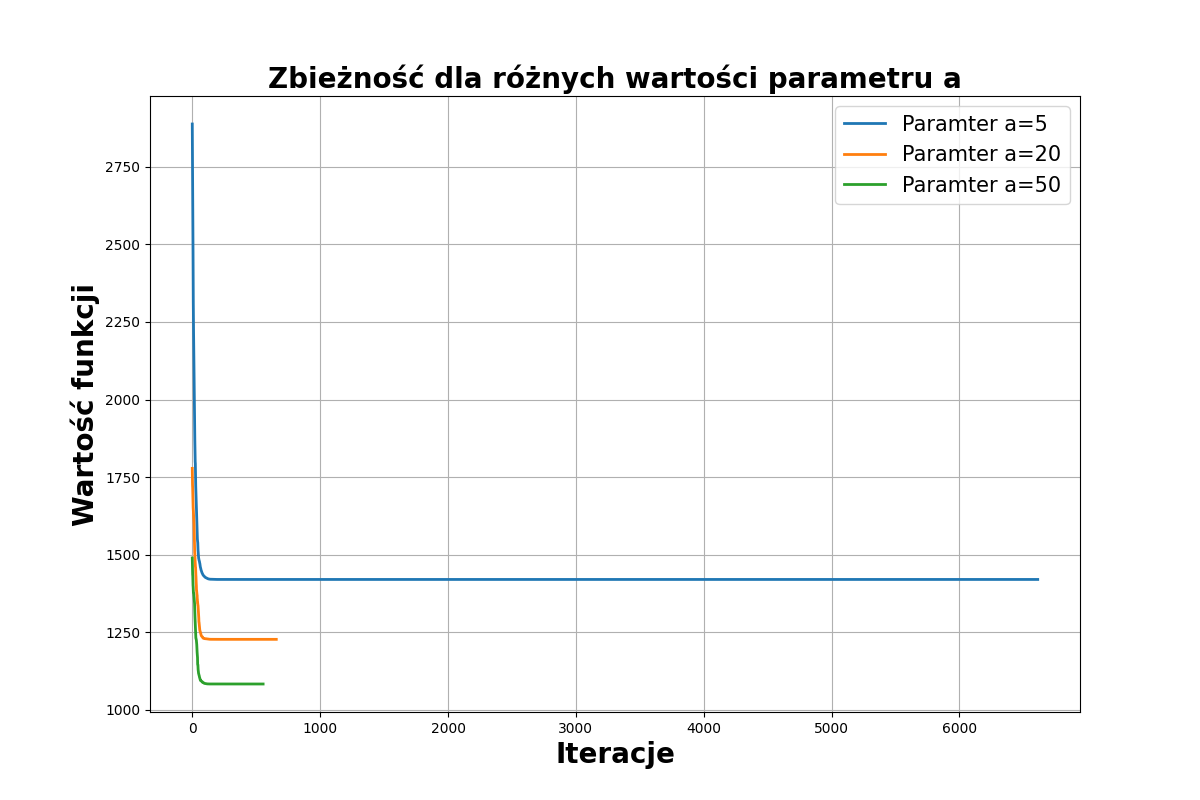 Zbieżność dla różnych wartości parametru a
Paramter a=5
Paramter a=20
Paramter a=50
Wartość funkcji
2750
2500
2250
2000
1750
1500
1250
1000
0 1000 2000 3000 4000 5000 6000
Iteracje